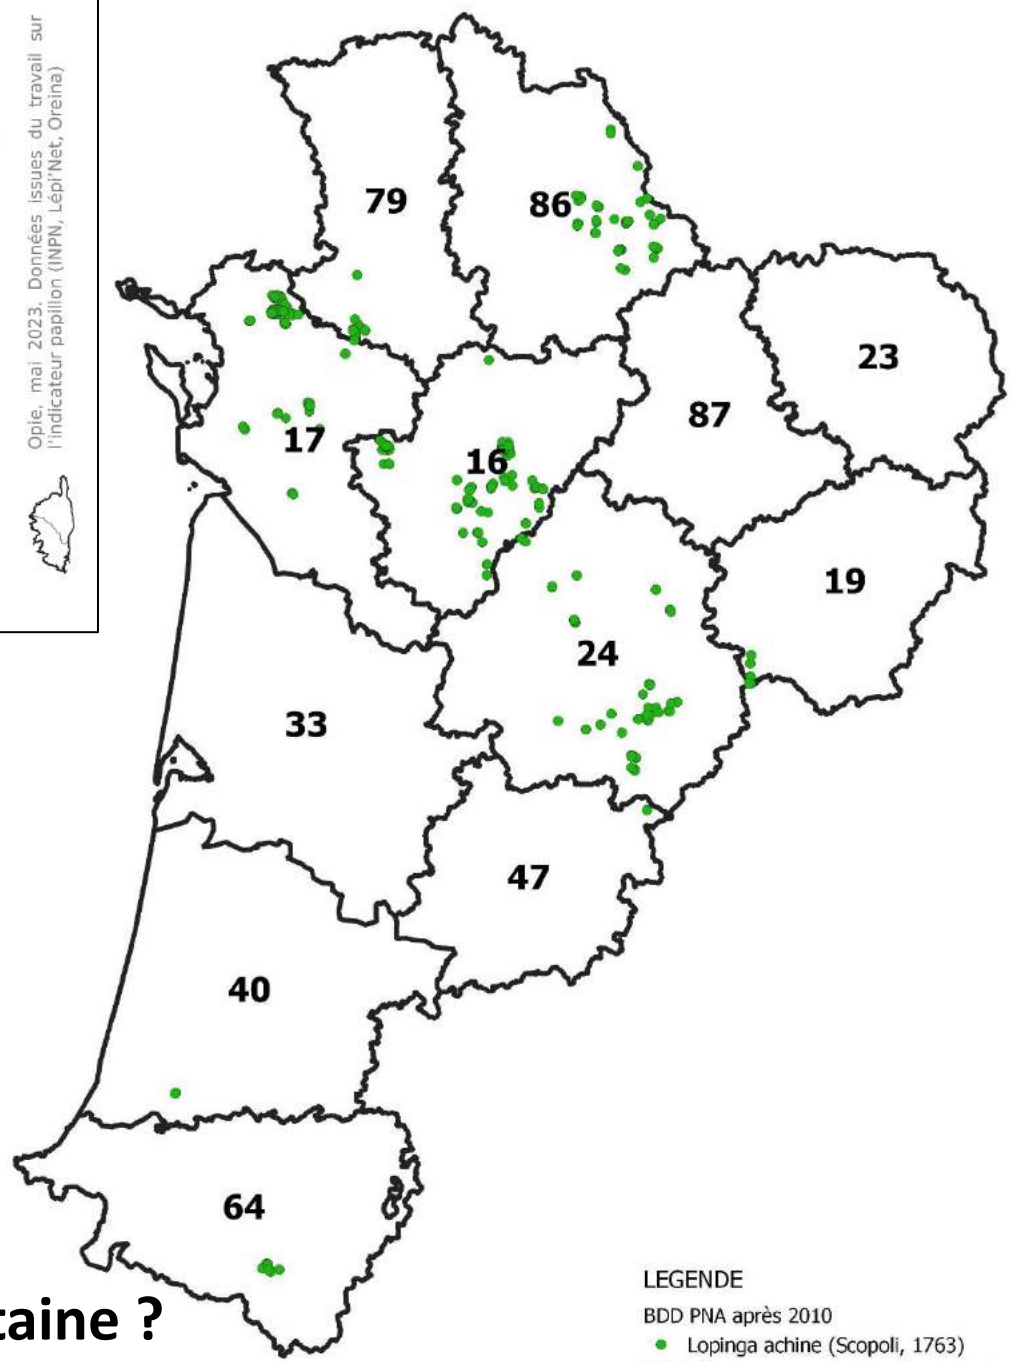 Opie, mai 2023. Données issues du travail sur
l'indicateur papillon (INPN, Lépi'Net, Oreina)
79
86
23
87
17
16
19
24
33
47
40
64
taine ?
LEGENDE
BDD PNA après 2010
Lopinga achine (Scopoli, 1763)